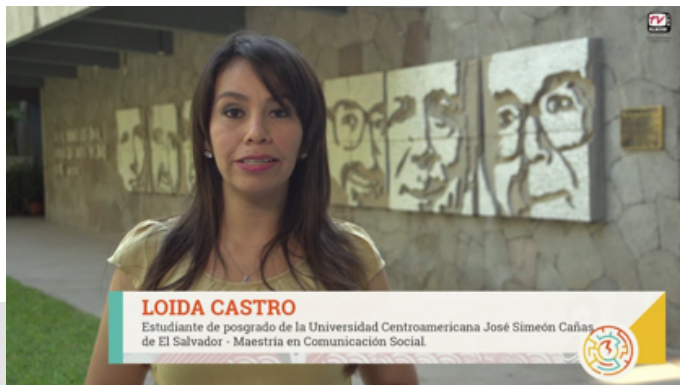 TV
LOIDA CASTRO
Estudiante de posgrado de la Universidad Centroamericana José Simeón Cañas
de El Salvador - Maestría en Comunicación Social.